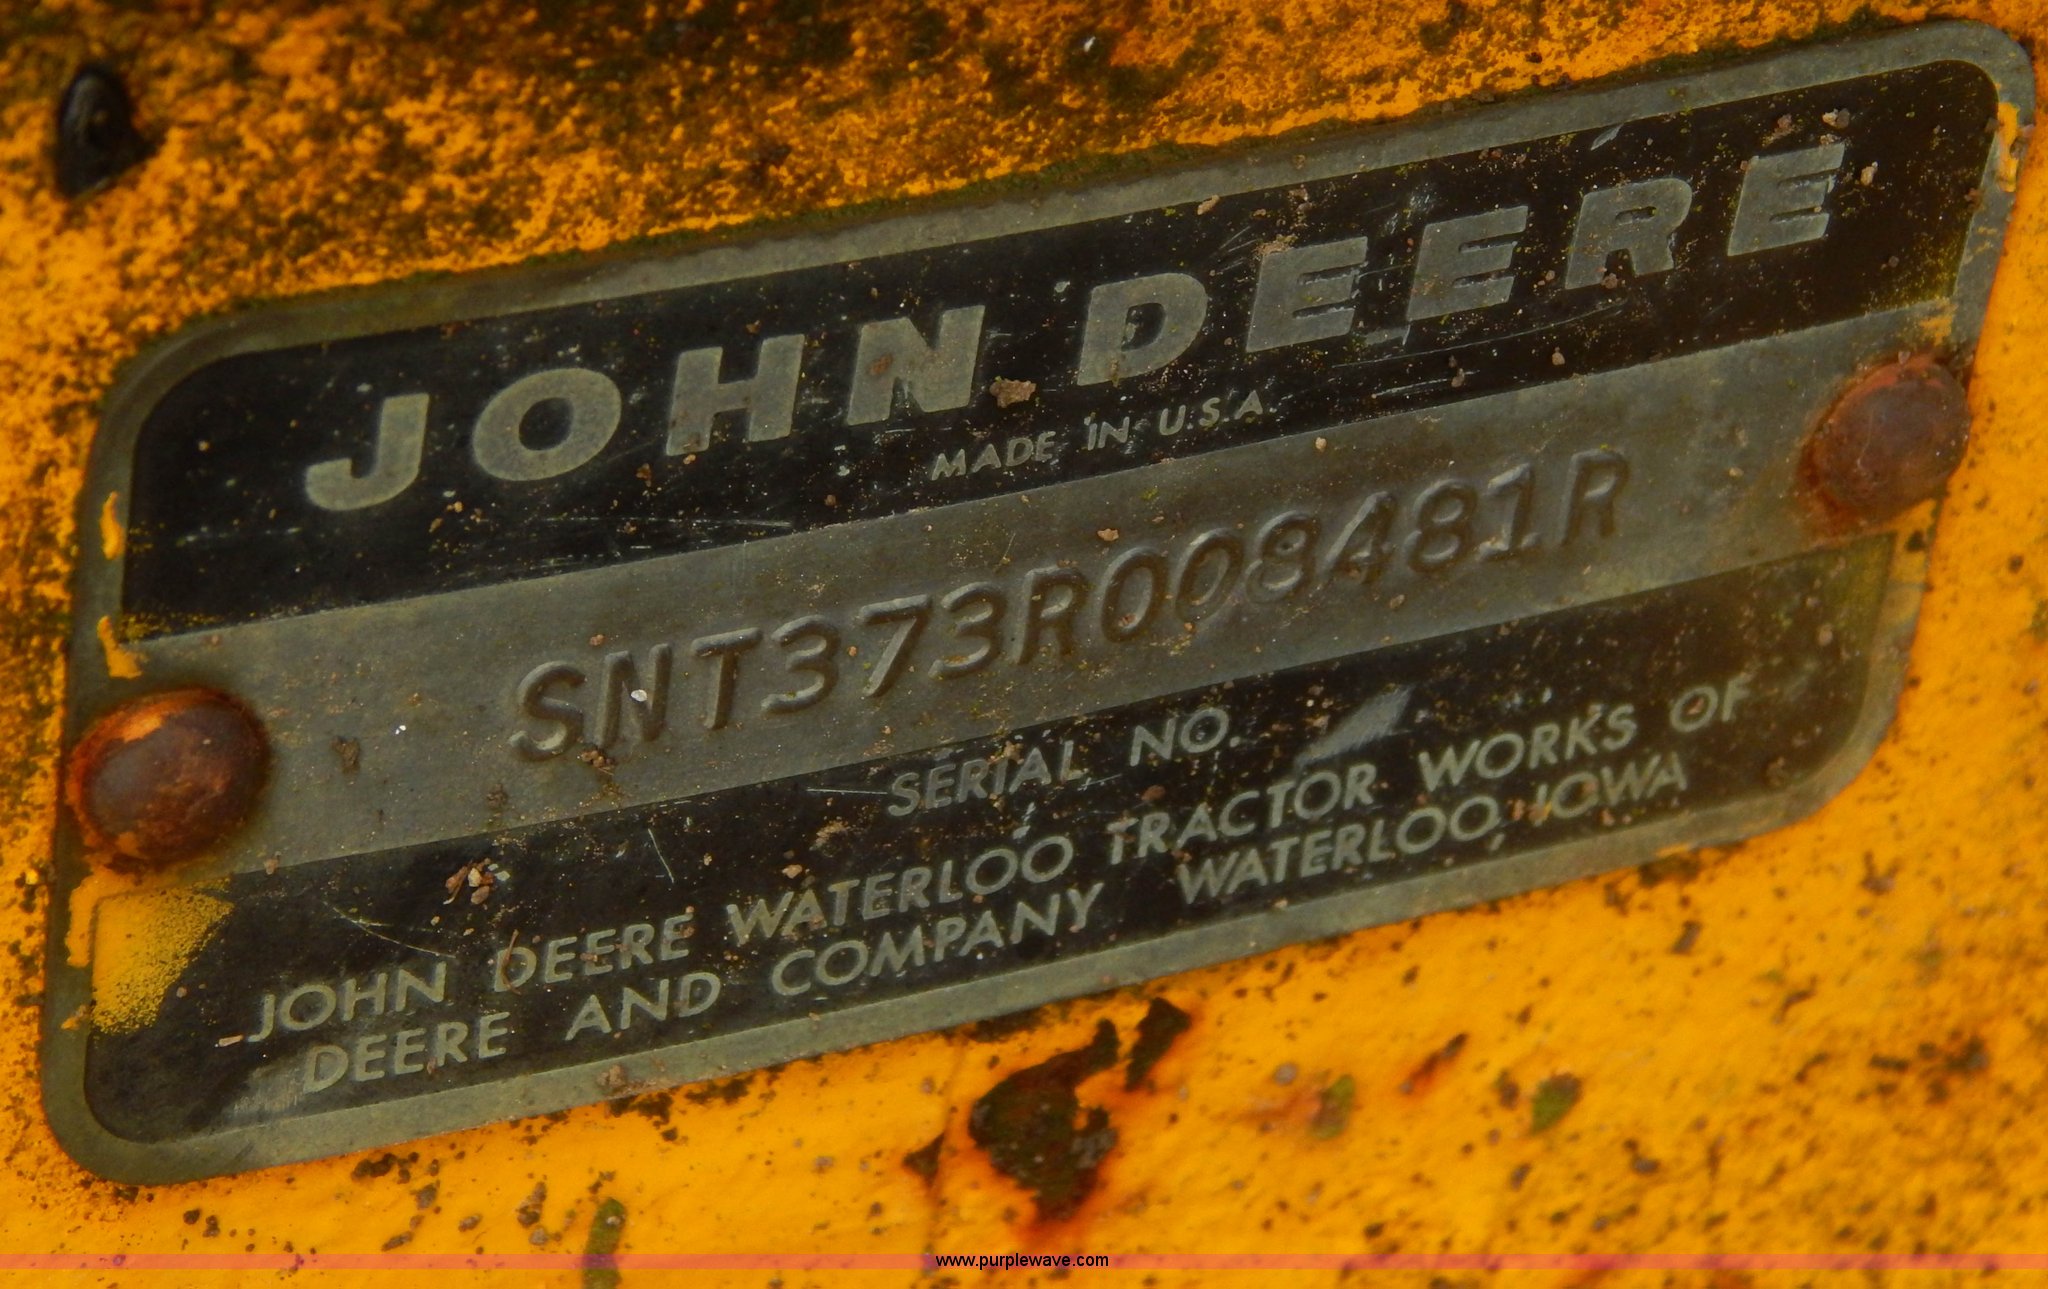 JOHN DEERE
MADE IN U.S.A.
SNT373R008481R
SERIAL NO.
JOHN DEERE WATERLOO TRACTOR WORKS OF
DEERE AND COMPANY WATERLOO, IOWA
www.purplewave.com